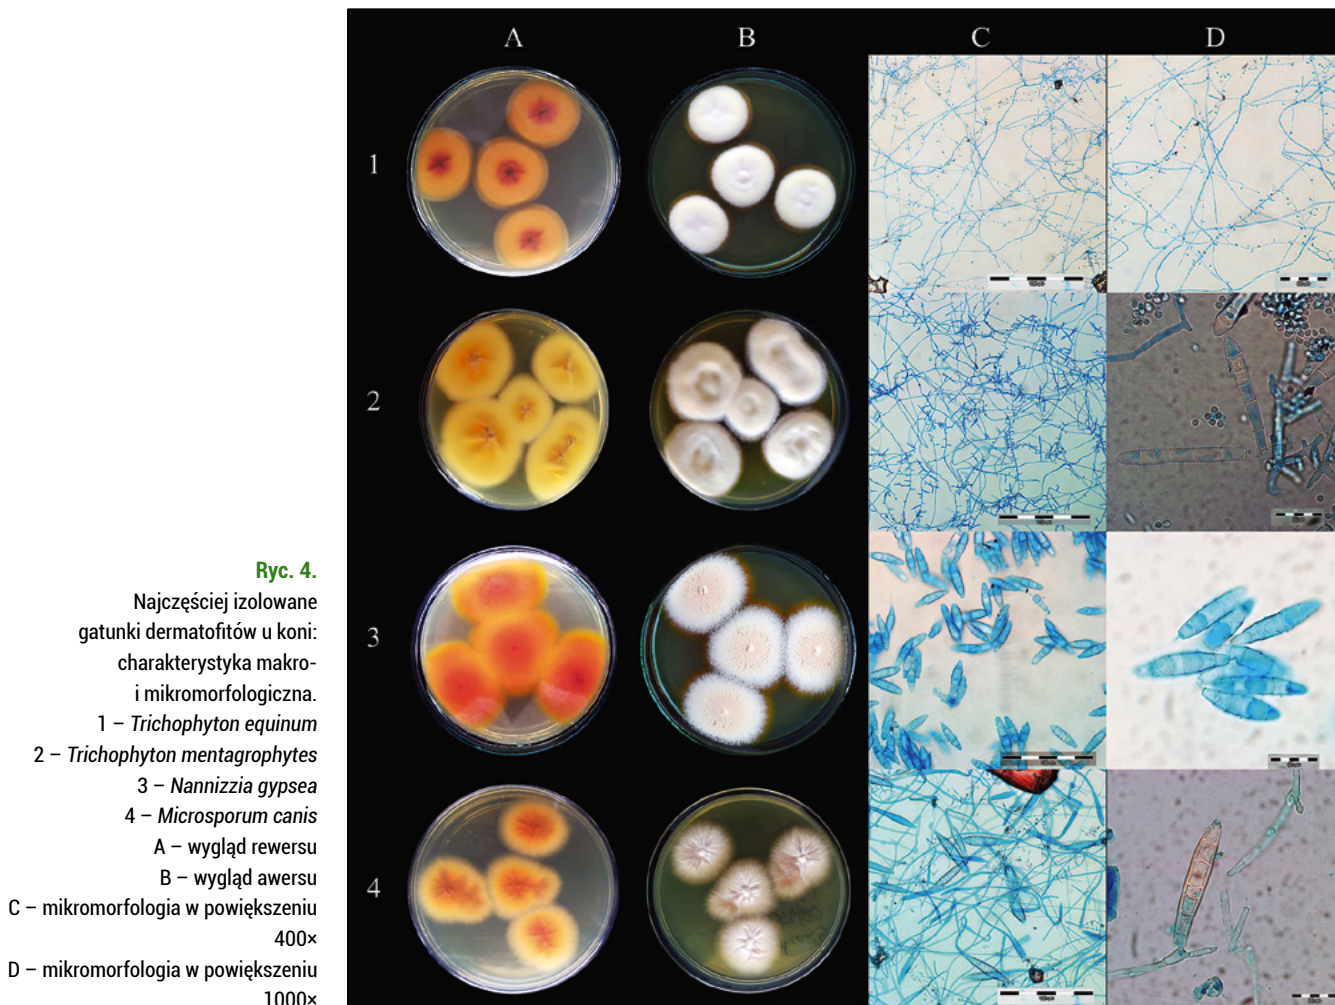 A B C D
1
2
3
4
Ryc. 4.
Najczęściej izolowane
gatunki dermatofitów u koni:
charakterystyka makro-
i mikromorfologiczna.
1 – Trichophyton equinum
2 – Trichophyton mentagrophytes
3 – Nannizzia gypsea
4 – Microsporum canis
A – wygląd rewersu
B – wygląd awersu
C – mikromorfologia w powiększeniu
400×
D – mikromorfologia w powiększeniu
1000×